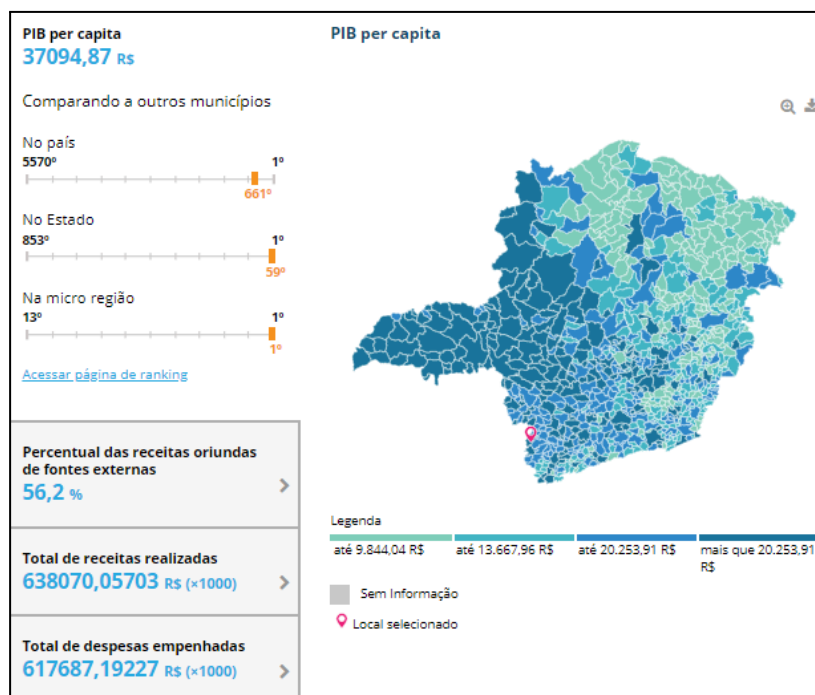 PIB per capita
37094,87 R$
Comparando a outros municípios
No país
5570º 1º
661º
No Estado
853º 1º
59º
Na micro região
13º 1º
1º
Acessar página de ranking
Percentual das receitas oriundas
de fontes externas
56,2 %
Total de receitas realizadas
638070,05703 R$ (×1000)
Total de despesas empenhadas
617687,19227 R$ (×1000)
PIB per capita
Legenda
até 9.844,04 R$ até 13.667,96 R$ até 20.253,91 R$ mais que 20.253,91
R$
Sem Informação
Local selecionado